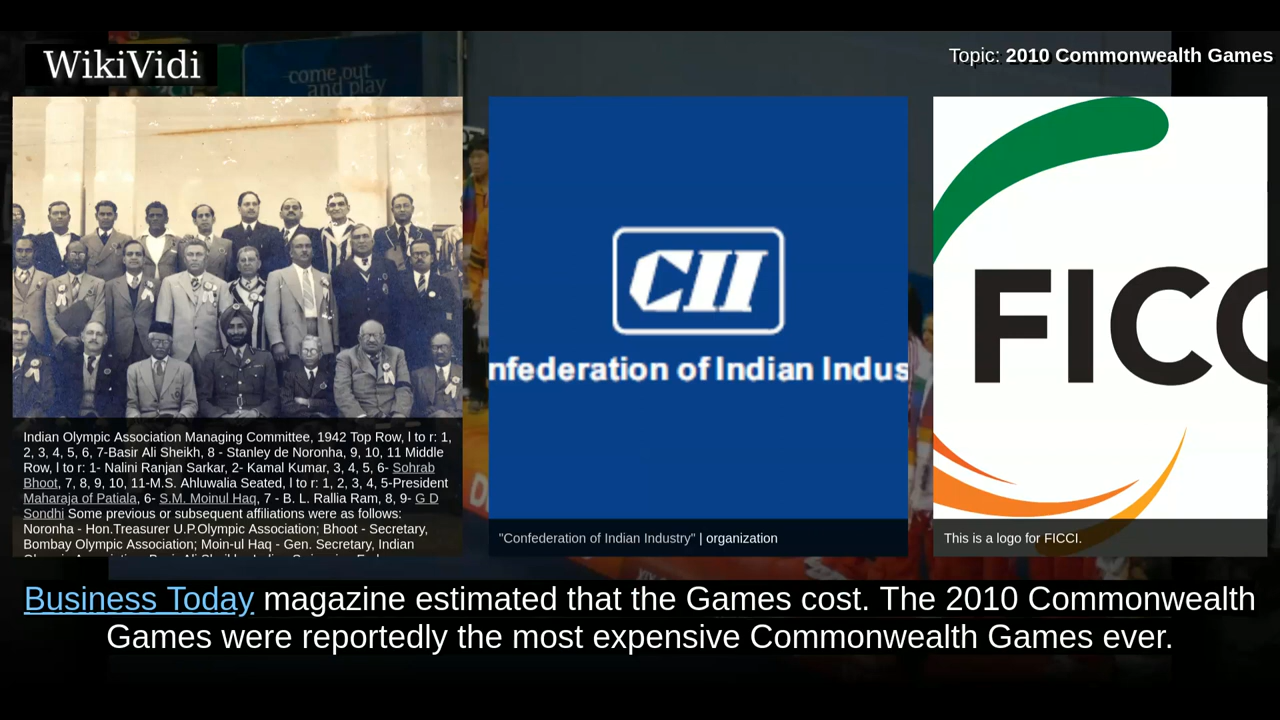 WikiVidi
Topic: 2010 Commonwealth Games
come out
and play
CII
nfederation of Indian Indus
FICC
Indian Olympic Association Managing Committee, 1942 Top Row, l to r: 1,
2, 3, 4, 5, 6, 7-Basir Ali Sheikh, 8 - Stanley de Noronha, 9, 10, 11 Middle
Row, l to r: 1- Nalini Ranjan Sarkar, 2- Kamal Kumar, 3, 4, 5, 6- Sohrab
Bhoot, 7, 8, 9, 10, 11-M.S. Ahluwalia Seated, l to r: 1, 2, 3, 4, 5-President
Maharaja of Patiala, 6- S.M. Moinul Haq, 7 - B. L. Rallia Ram, 8, 9- G D
Sondhi Some previous or subsequent affiliations were as follows:
Noronha - Hon.Treasurer U.P.Olympic Association; Bhoot - Secretary,
Bombay Olympic Association; Moin-ul Haq - Gen. Secretary, Indian
"Confederation of Indian Industry" | organization
This is a logo for FICCI.
Business Today magazine estimated that the Games cost. The 2010 Commonwealth
Games were reportedly the most expensive Commonwealth Games ever.